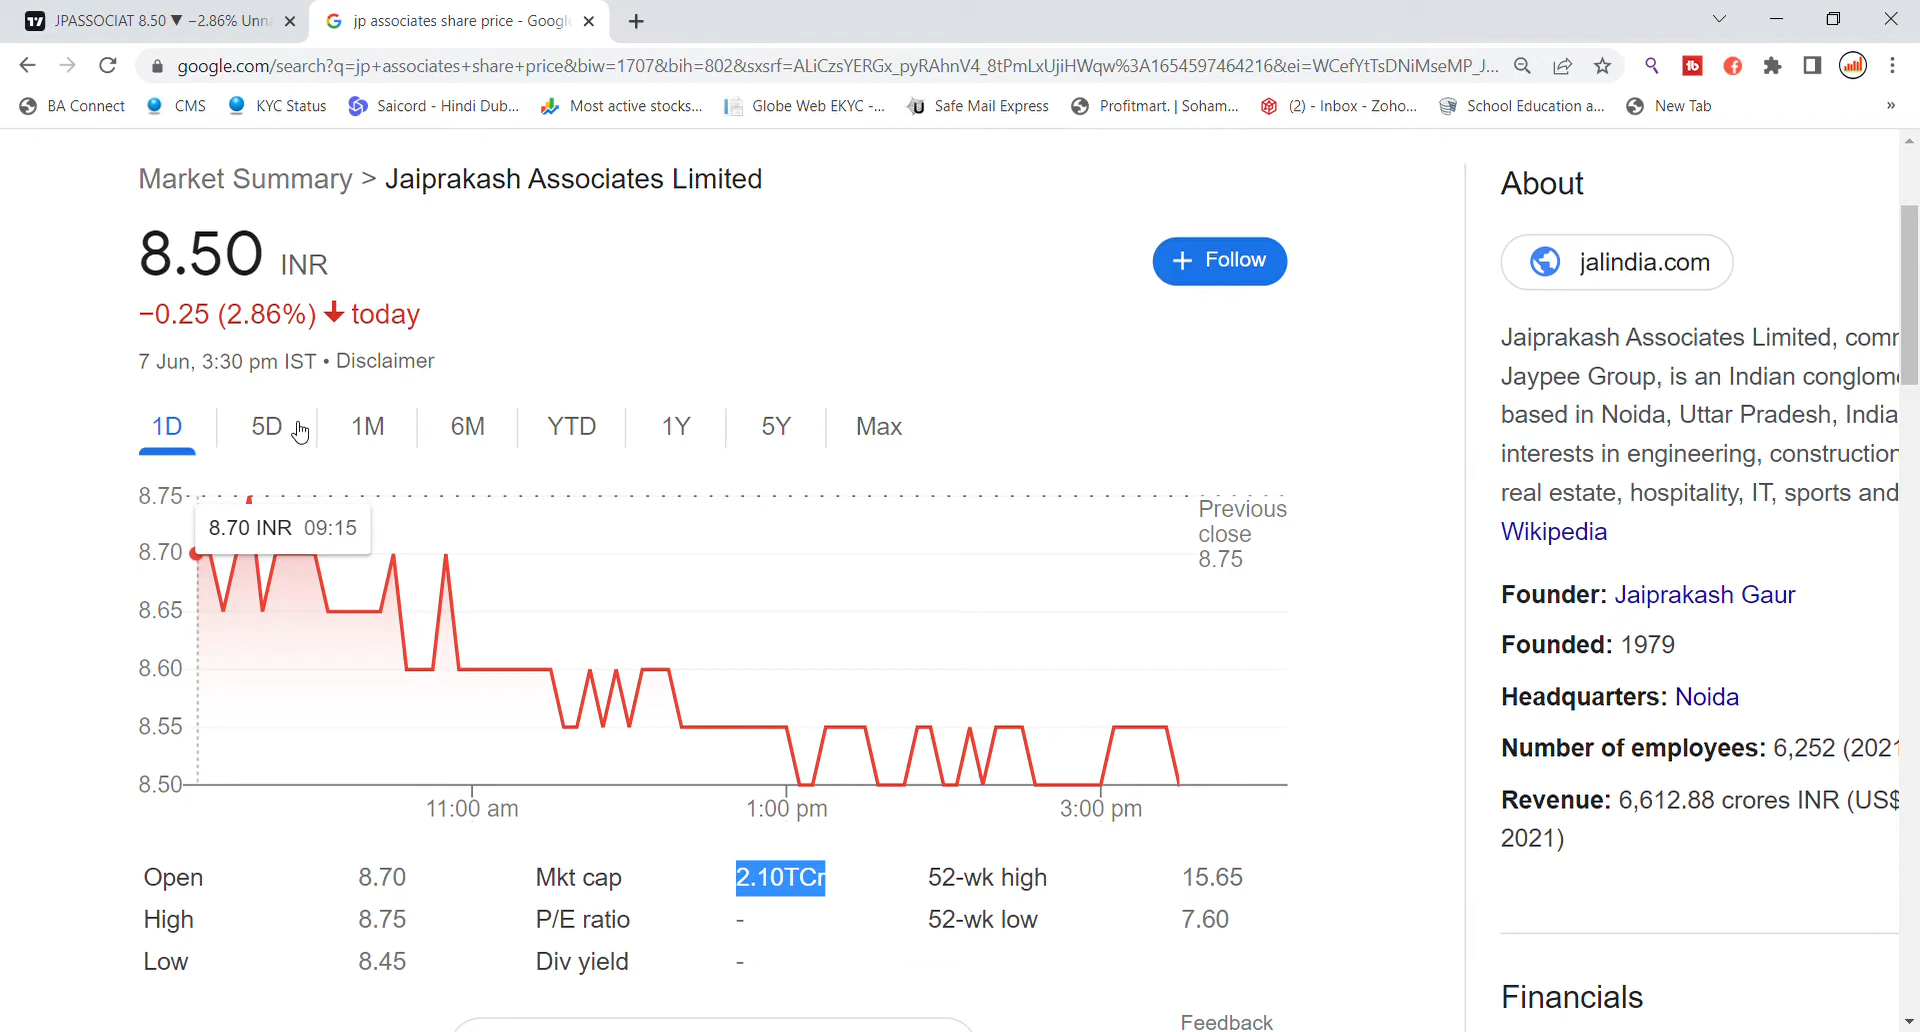 JPASSOCIAT 8.50 ▼ −2.86% Unna
jp associates share price - Google
google.com/search?q=jp+associates+share+price&biw=1707&bih=802&sxsrf=ALiCzsYERGx_pyRAhnV4_8tPmLxUjiHWqw%3A1654597464216&ei=WCefYtTsDNiMseMP_J...
BA Connect CMS KYC Status Saicord - Hindi Dub... Most active stocks... Globe Web EKYC -... Safe Mail Express Profitmart. | Soham... (2) - Inbox - Zoho... School Education a... New Tab »
Market Summary > Jaiprakash Associates Limited
8.50 INR
+ Follow
−0.25 (2.86%) ↓ today
7 Jun, 3:30 pm IST • Disclaimer
1D 5D 1M 6M YTD 1Y 5Y Max
8.75
Previous
close
8.75
8.70 INR 09:15
8.70
8.65
8.60
8.55
8.50
11:00 am 1:00 pm 3:00 pm
Open 8.70 Mkt cap 2.10TCr 52-wk high 15.65
High 8.75 P/E ratio - 52-wk low 7.60
Low 8.45 Div yield -
Feedback
About
jalindia.com
Jaiprakash Associates Limited, comm
Jaypee Group, is an Indian conglome
based in Noida, Uttar Pradesh, India
interests in engineering, construction
real estate, hospitality, IT, sports and
Wikipedia
Founder: Jaiprakash Gaur
Founded: 1979
Headquarters: Noida
Number of employees: 6,252 (2021
Revenue: 6,612.88 crores INR (US$
2021)
Financials